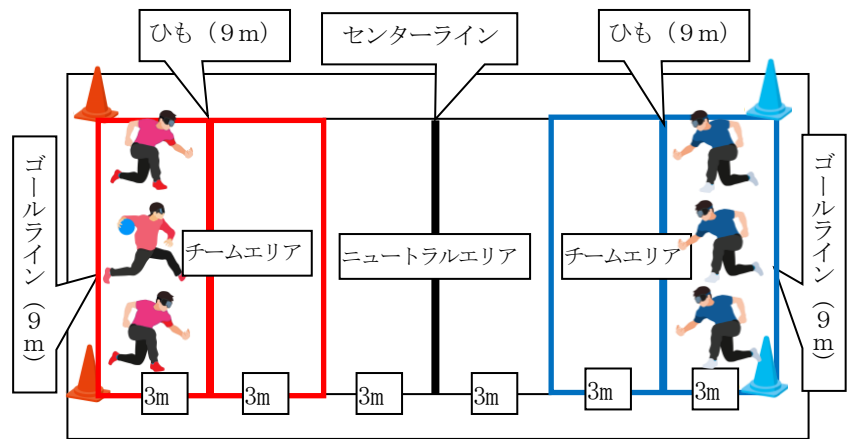 ひも（９ｍ）
センターライン
ひも（９ｍ）
ゴールライン（９ｍ）
チームエリア
ニュートラルエリア
チームエリア
ゴールライン（９ｍ）
3m
3m
3m
3m
3m
3m